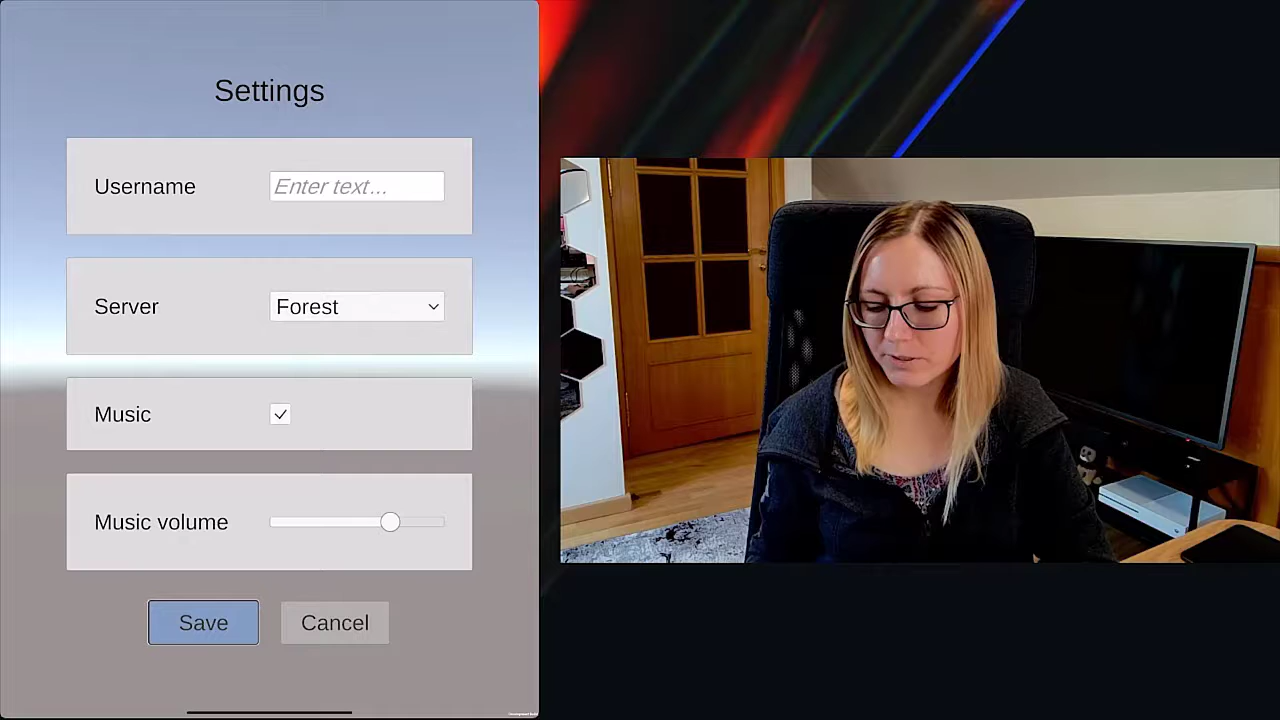 Settings
Username
Enter text...
Server
Forest
Music
Music volume
Save
Cancel